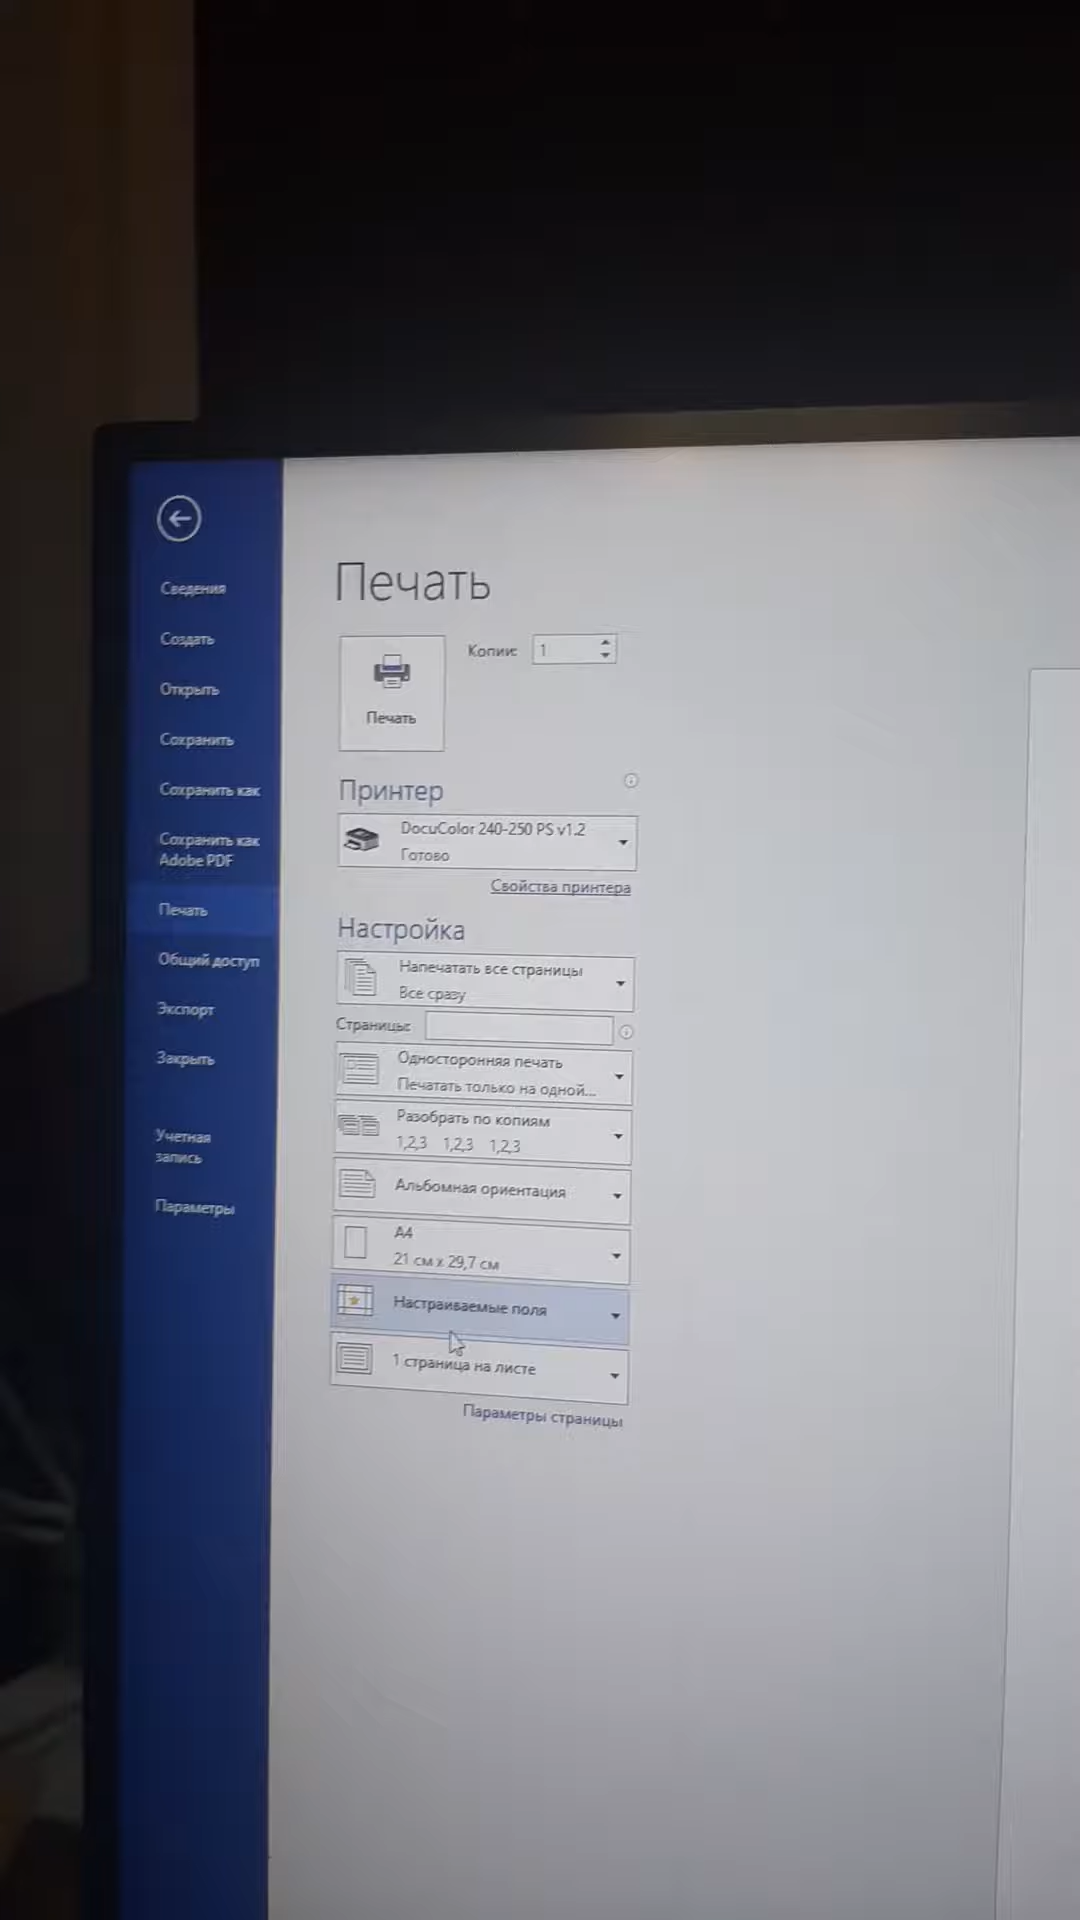 Сведения
Создать
Открыть
Сохранить
Сохранить как
Сохранить как
Adobe PDF
Печать
Общий доступ
Экспорт
Закрыть
Учетная
запись
Параметры
Печать
Печать
Копии:
1
Принтер
DocuColor 240-250 PS v1.2
Готово
Свойства принтера
Настройка
Напечатать все страницы
Все сразу
Страницы:
Односторонняя печать
Печатать только на одной...
Разобрать по копиям
1,2,3 1,2,3 1,2,3
Альбомная ориентация
A4
21 см x 29,7 см
Настраиваемые поля
1 страница на листе
Параметры страницы